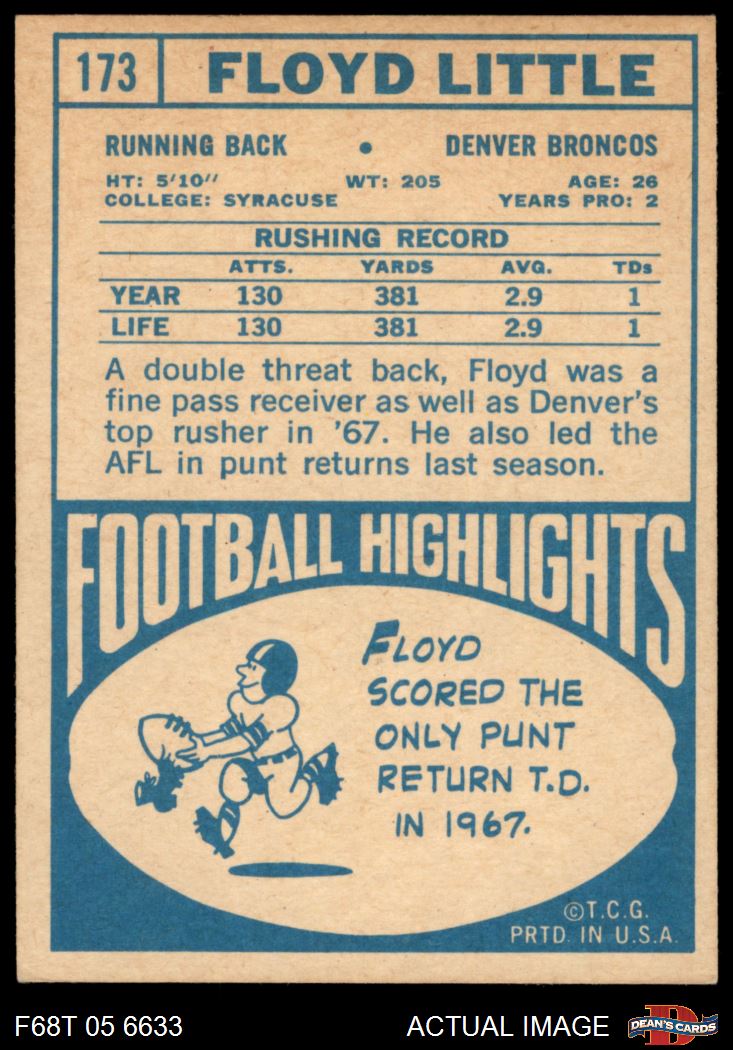 173 FLOYD LITTLE
RUNNING BACK • DENVER BRONCOS
HT: 5'10" WT: 205 AGE: 26
COLLEGE: SYRACUSE YEARS PRO: 2
RUSHING RECORD
ATTS. YARDS AVG. TDs
YEAR 130 381 2.9 1
LIFE 130 381 2.9 1
A double threat back, Floyd was a
fine pass receiver as well as Denver's
top rusher in '67. He also led the
AFL in punt returns last season.
FOOTBALL HIGHLIGHTS
FLOYD
SCORED THE
ONLY PUNT
RETURN T.D.
IN 1967.
©T.C.G.
PRTD. IN U.S.A.
F68T 05 6633 ACTUAL IMAGE D DEAN'S CARDS